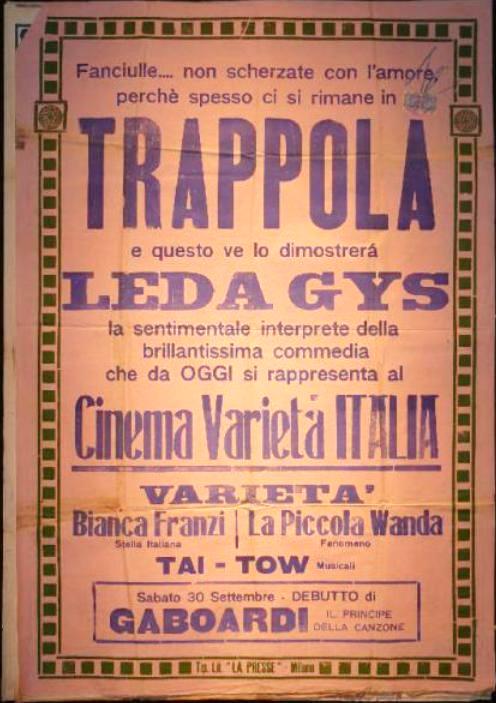 Fanciulle.... non scherzate con l'amore,
perchè spesso ci si rimane in
TRAPPOLA
e questo ve lo dimostrerá
LEDA GYS
la sentimentale interprete della
brillantissima commedia
che da OGGI si rappresenta al
Cinema Varietà ITALIA
VARIETA'
Bianca Franzi | La Piccola Wanda
Stella Italiana Fenomeno
TAI - TOW Musicali
Sabato 30 Settembre - DEBUTTO di
GABOARDI IL PRINCIPE
DELLA CANZONE
Tip. Lit. "LA PRESSE" - Milano